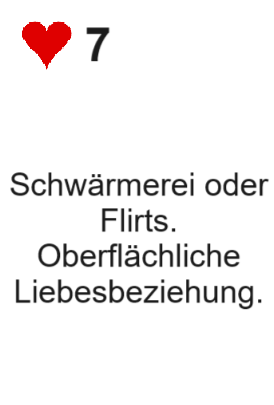 7
Schwärmerei oder
Flirts.
Oberflächliche
Liebesbeziehung.